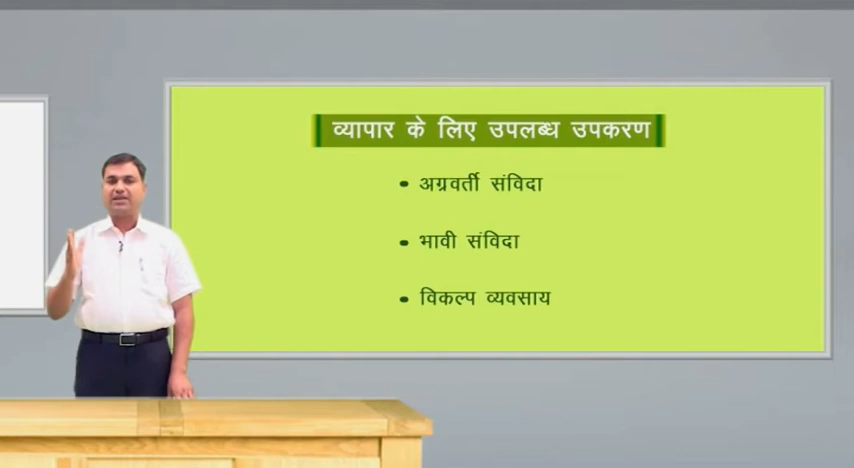 व्यापार के लिए उपलब्ध उपकरण
• अग्रवर्ती संविदा
• भावी संविदा
• विकल्प व्यवसाय